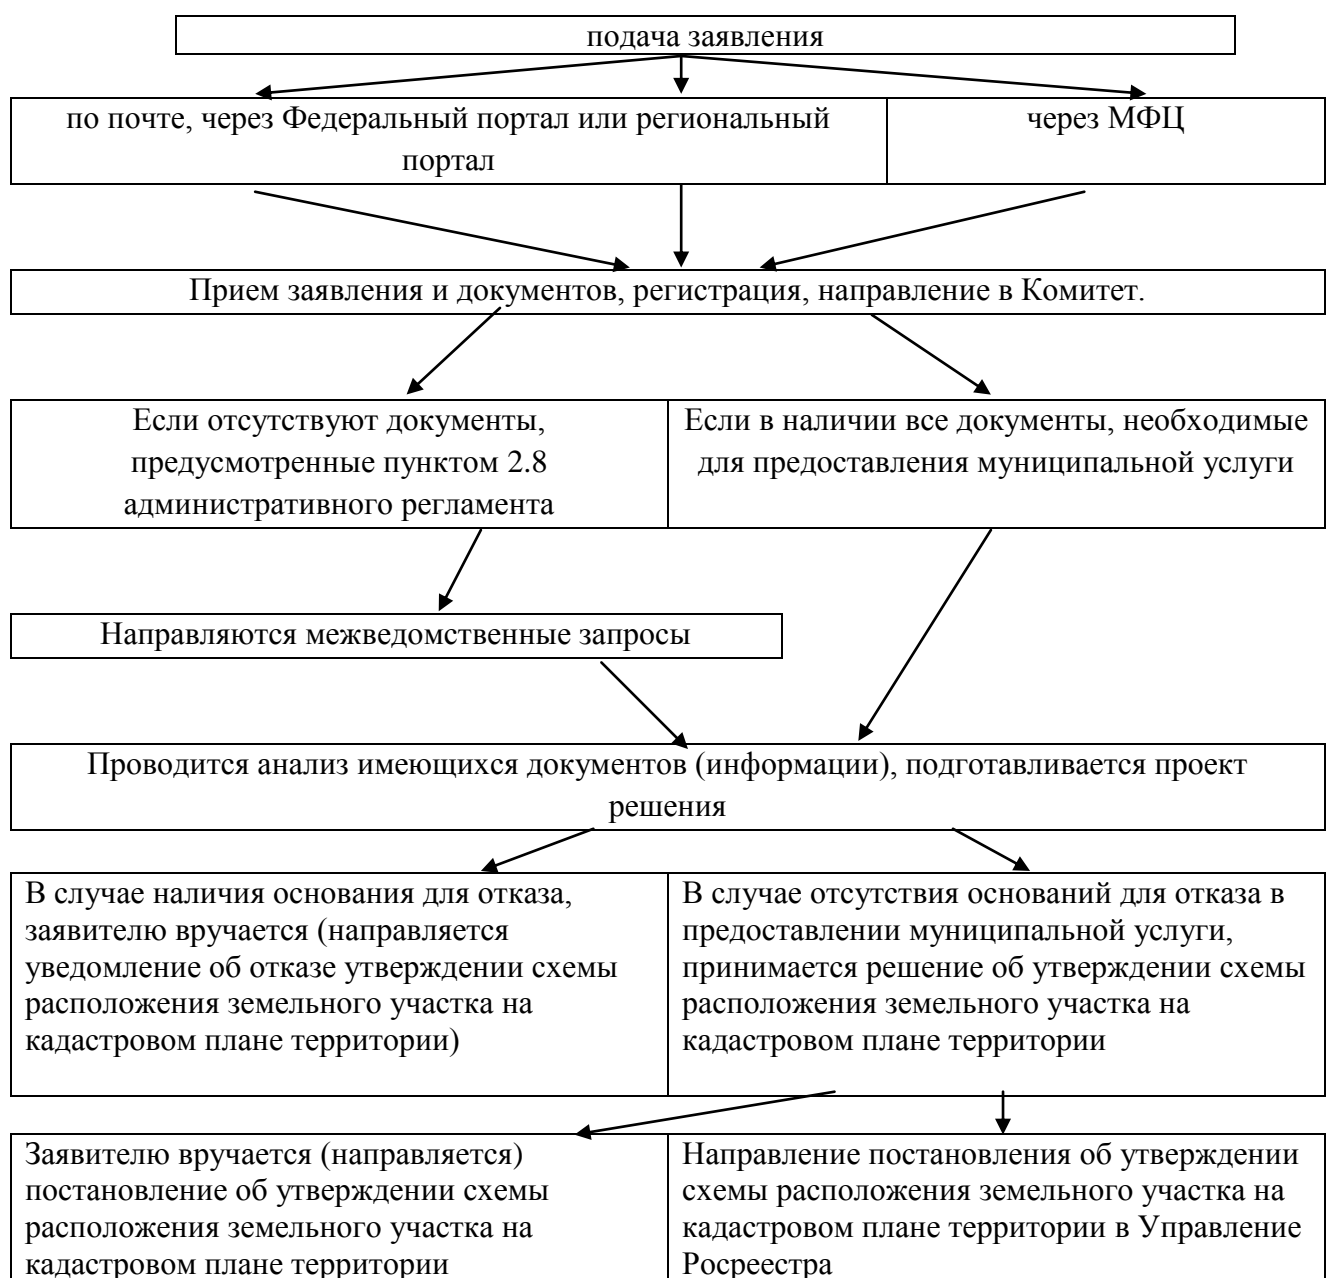 подача заявления
по почте, через Федеральный портал или региональный
портал
через МФЦ
Прием заявления и документов, регистрация, направление в Комитет.
Если отсутствуют документы,
предусмотренные пунктом 2.8
административного регламента
Если в наличии все документы, необходимые
для предоставления муниципальной услуги
Направляются межведомственные запросы
Проводится анализ имеющихся документов (информации), подготавливается проект
решения
В случае наличия основания для отказа,
заявителю вручается (направляется
уведомление об отказе утверждении схемы
расположения земельного участка на
кадастровом плане территории)
В случае отсутствия оснований для отказа в
предоставлении муниципальной услуги,
принимается решение об утверждении схемы
расположения земельного участка на
кадастровом плане территории
Заявителю вручается (направляется)
постановление об утверждении схемы
расположения земельного участка на
кадастровом плане территории
Направление постановления об утверждении
схемы расположения земельного участка на
кадастровом плане территории в Управление
Росреестра